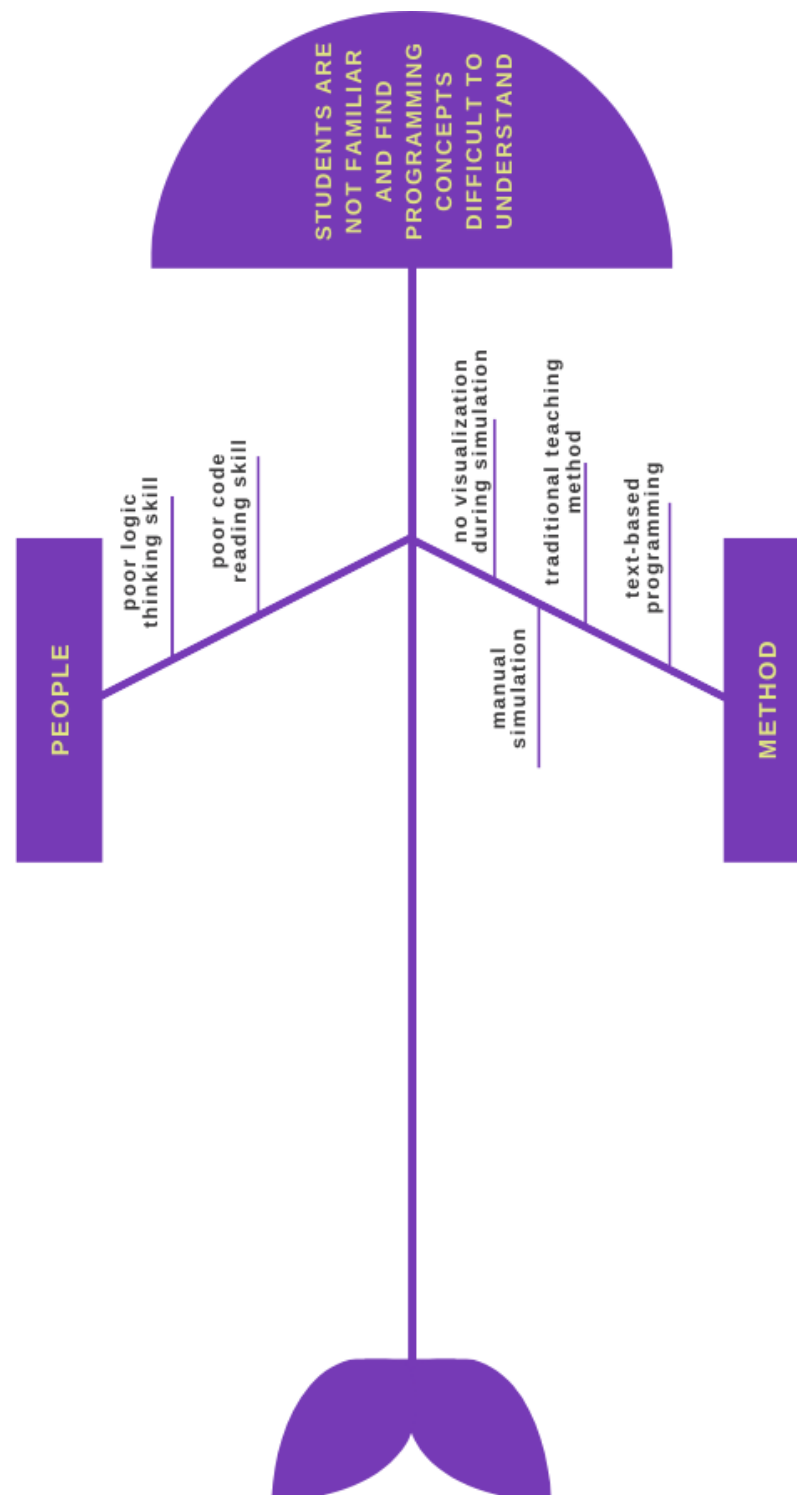 STUDENTS ARE
NOT FAMILIAR
AND FIND
PROGRAMMING
CONCEPTS
DIFFICULT TO
UNDERSTAND
PEOPLE
poor logic
thinking skill
poor code
reading skill
no visualization
during simulation
traditional teaching
method
text-based
programming
manual
simulation
METHOD